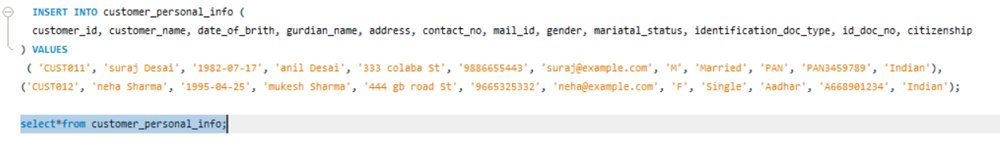 INSERT INTO customer_personal_info (
customer_id, customer_name, date_of_brith, gurdian_name, address, contact_no, mail_id, gender, mariatal_status, identification_doc_type, id_doc_no, citizenship
) VALUES
( 'CUST011', 'suraj Desai', '1982-07-17', 'anil Desai', '333 colaba St', '9886655443', 'suraj@example.com', 'M', 'Married', 'PAN', 'PAN3459789', 'Indian'),
('CUST012', 'neha Sharma', '1995-04-25', 'mukesh Sharma', '444 gb road St', '9665325332', 'neha@example.com', 'F', 'Single', 'Aadhar', 'A668901234', 'Indian');
select*from customer_personal_info;